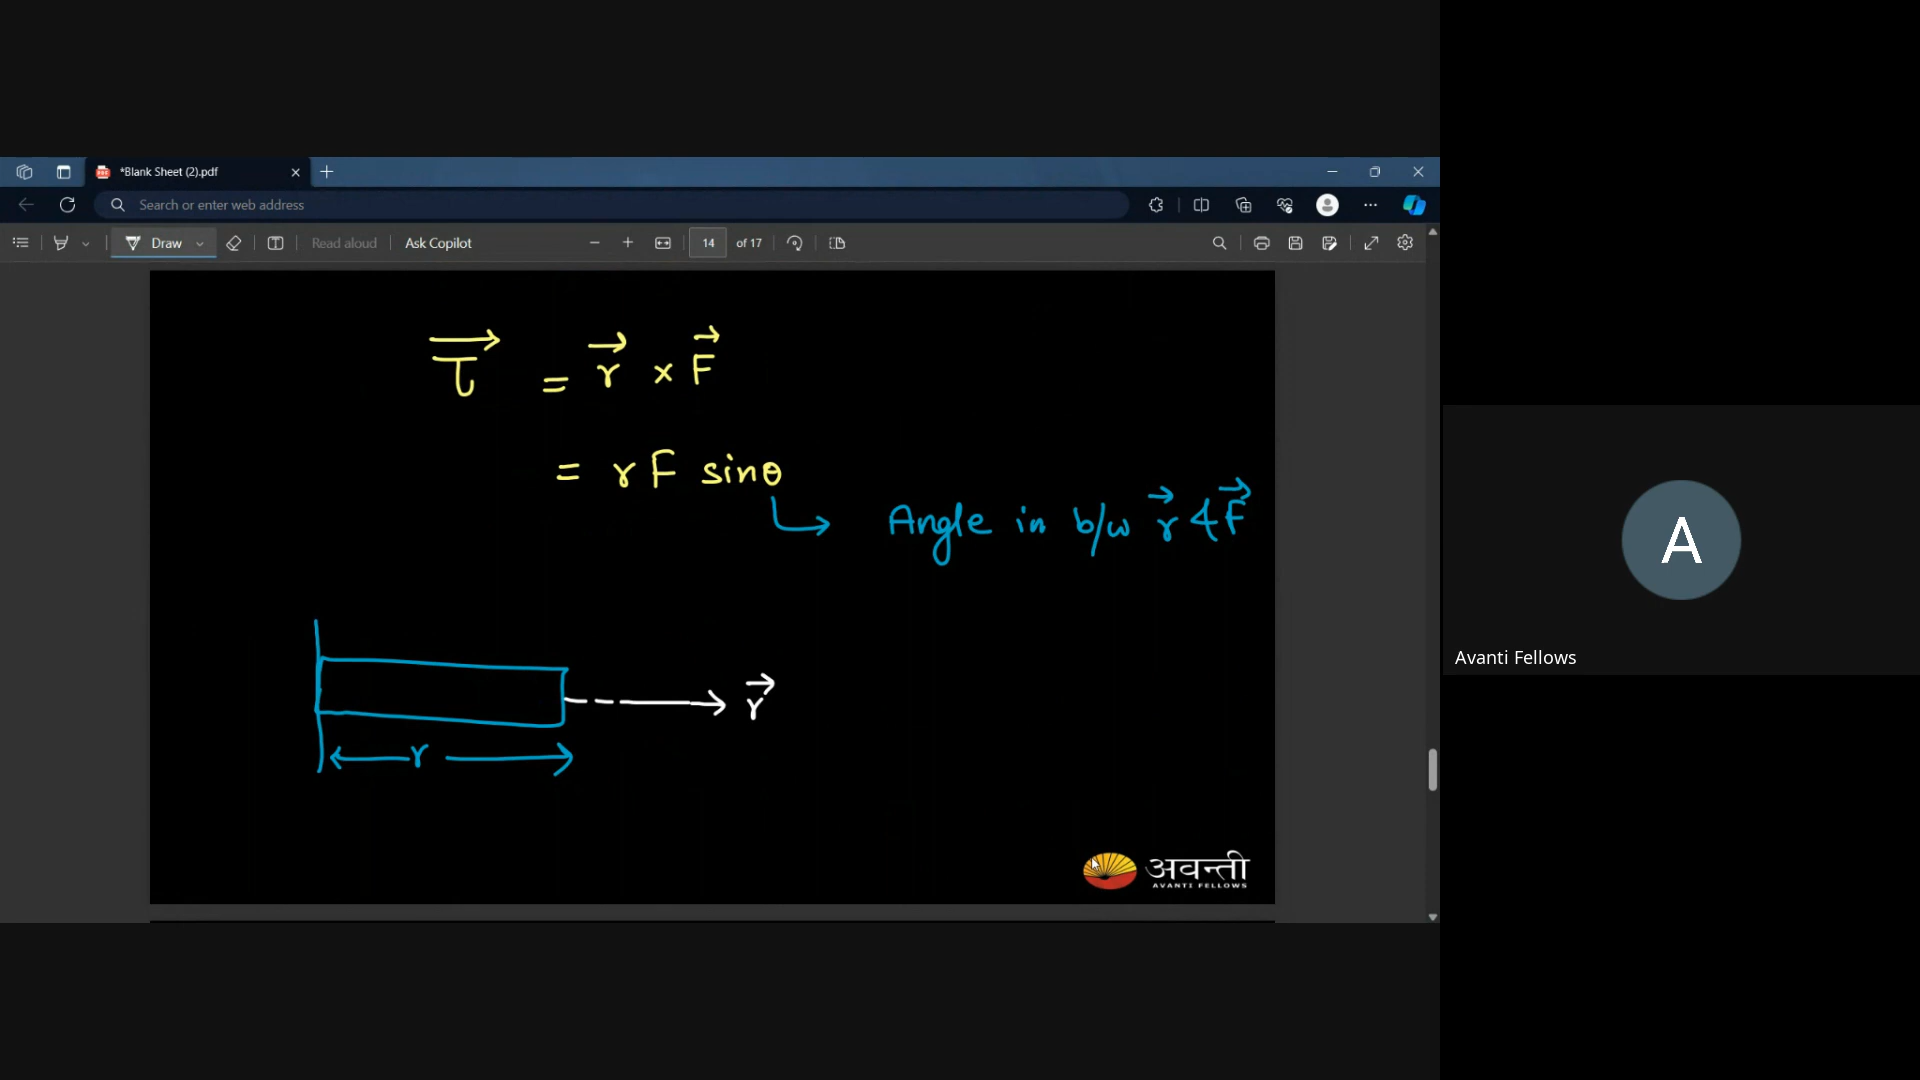 *Blank Sheet (2).pdf
Search or enter web address
Draw
Read aloud
Ask Copilot
14 of 17
τ⃗ = r⃗ × F⃗
= r F sinθ
Angle in b/w r⃗ & F⃗
r⃗
r
अवन्ती
AVANTI FELLOWS
A
Avanti Fellows